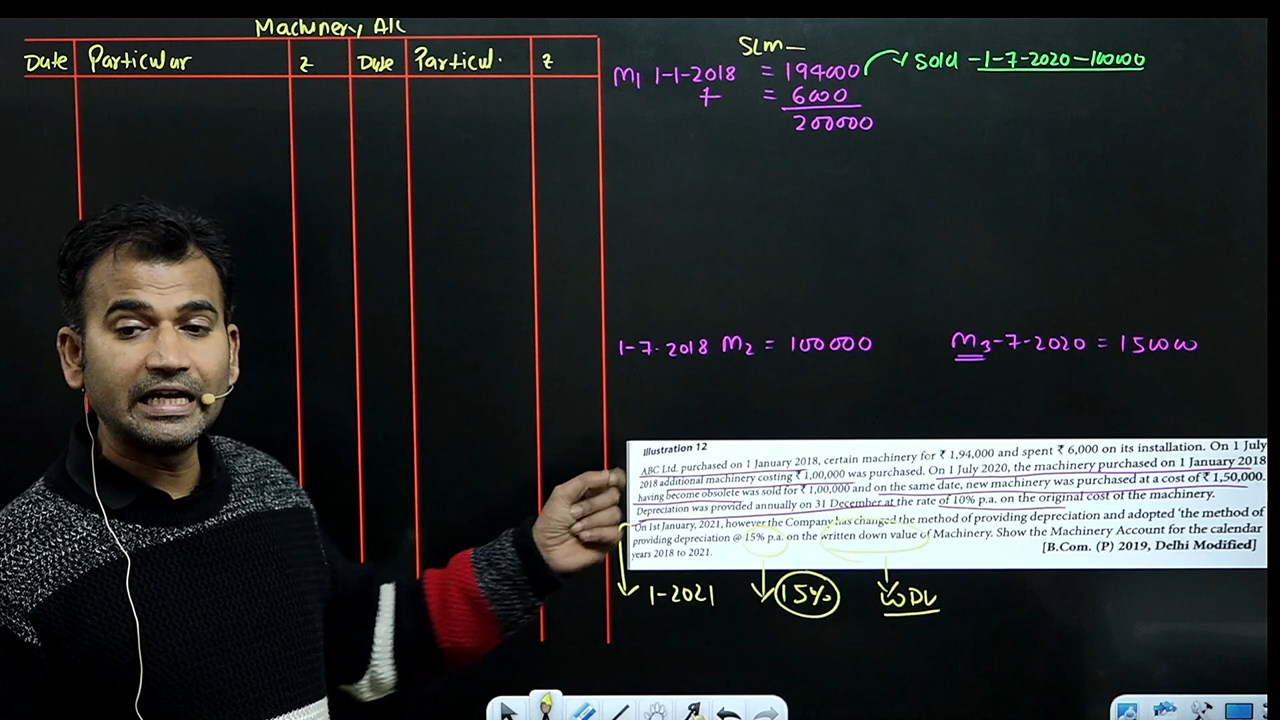 Machinery A/c
Date Particular ₹ Date Particul. ₹
SLM —
M1 1-1-2018 = 194000 → Sold - 1-7-2020 - 100000
+ = 6000
200000
1-7-2018 M2 = 100000 M3-7-2020 = 150000
Illustration 12
ABC Ltd. purchased on 1 January 2018, certain machinery for ₹ 1,94,000 and spent ₹ 6,000 on its installation. On 1 July
2018 additional machinery costing ₹ 1,00,000 was purchased. On 1 July 2020, the machinery purchased on 1 January 2018
having become obsolete was sold for ₹ 1,00,000 and on the same date, new machinery was purchased at a cost of ₹ 1,50,000.
Depreciation was provided annually on 31 December at the rate of 10% p.a. on the original cost of the machinery.
On 1st January, 2021, however the Company has changed the method of providing depreciation and adopted 'the method of
providing depreciation @ 15% p.a. on the written down value of Machinery. Show the Machinery Account for the calendar
years 2018 to 2021.
[B.Com. (P) 2019, Delhi Modified]
1-2021 15% WDV